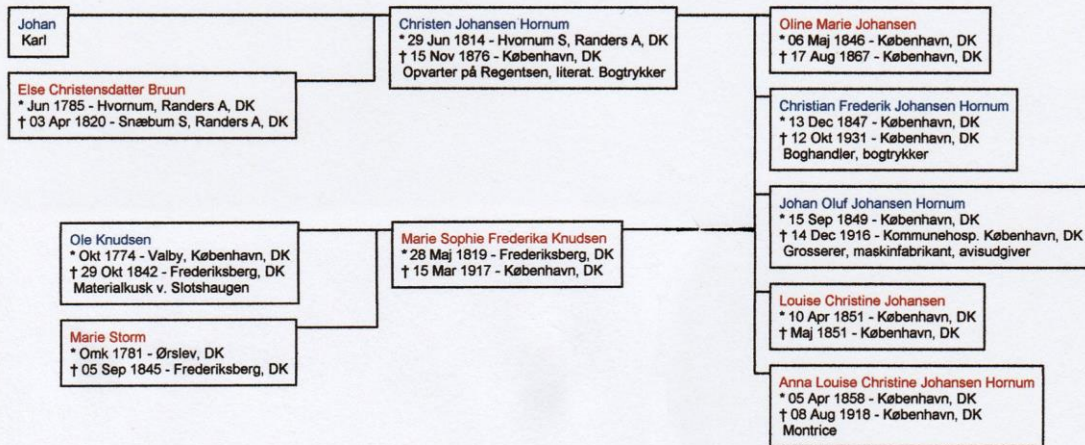 Johan
Karl
Else Christensdatter Bruun
* Jun 1785 - Hvornum, Randers A, DK
† 03 Apr 1820 - Snæbum S, Randers A, DK
Ole Knudsen
* Okt 1774 - Valby, København, DK
† 29 Okt 1842 - Frederiksberg, DK
Materialkusk v. Slotshaugen
Marie Storm
* Omk 1781 - Ørslev, DK
† 05 Sep 1845 - Frederiksberg, DK
Christen Johansen Hornum
* 29 Jun 1814 - Hvornum S, Randers A, DK
† 15 Nov 1876 - København, DK
Opvarter på Regentsen, literat. Bogtrykker
Marie Sophie Frederika Knudsen
* 28 Maj 1819 - Frederiksberg, DK
† 15 Mar 1917 - København, DK
Oline Marie Johansen
* 06 Maj 1846 - København, DK
† 17 Aug 1867 - København, DK
Christian Frederik Johansen Hornum
* 13 Dec 1847 - København, DK
† 12 Okt 1931 - København, DK
Boghandler, bogtrykker
Johan Oluf Johansen Hornum
* 15 Sep 1849 - København, DK
† 14 Dec 1916 - Kommunehosp. København, DK
Grosserer, maskinfabrikant, avisudgiver
Louise Christine Johansen
* 10 Apr 1851 - København, DK
† Maj 1851 - København, DK
Anna Louise Christine Johansen Hornum
* 05 Apr 1858 - København, DK
† 08 Aug 1918 - København, DK
Montrice